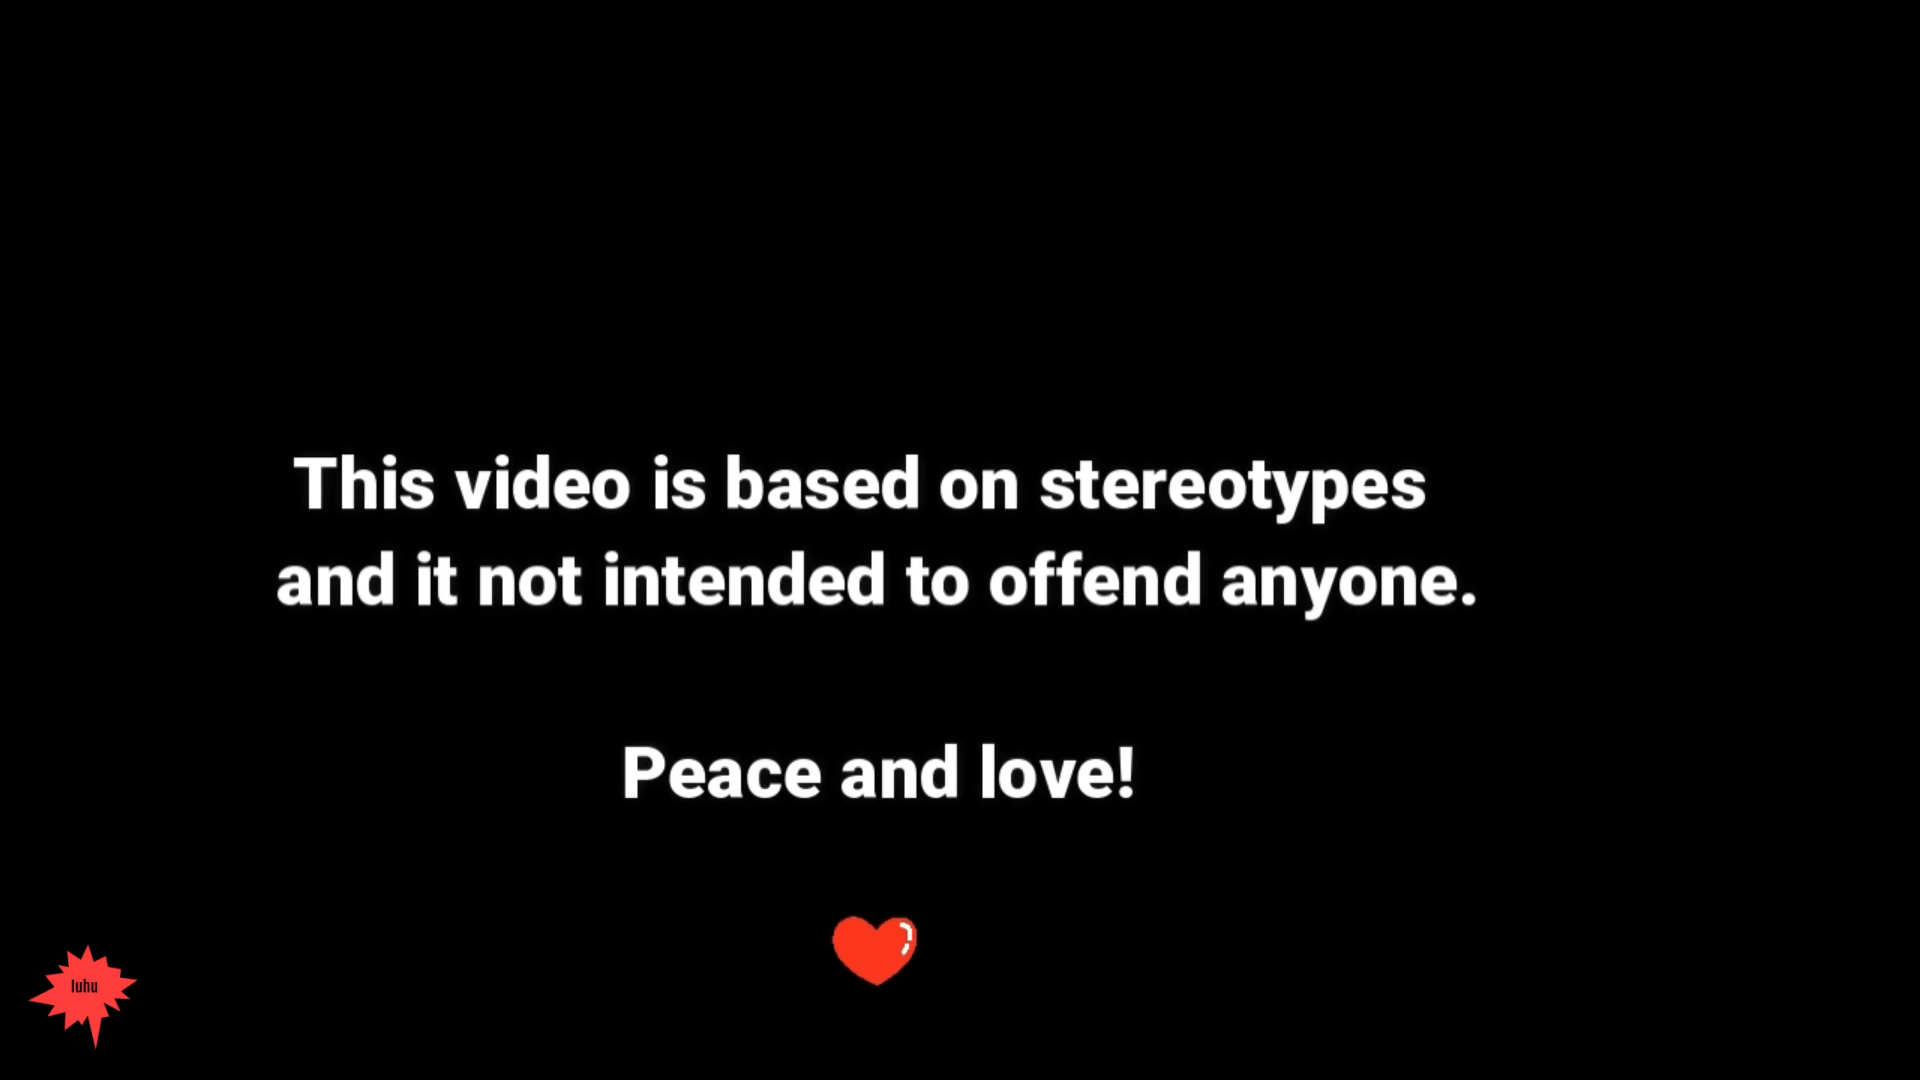 This video is based on stereotypes
and it not intended to offend anyone.
Peace and love!
luhu